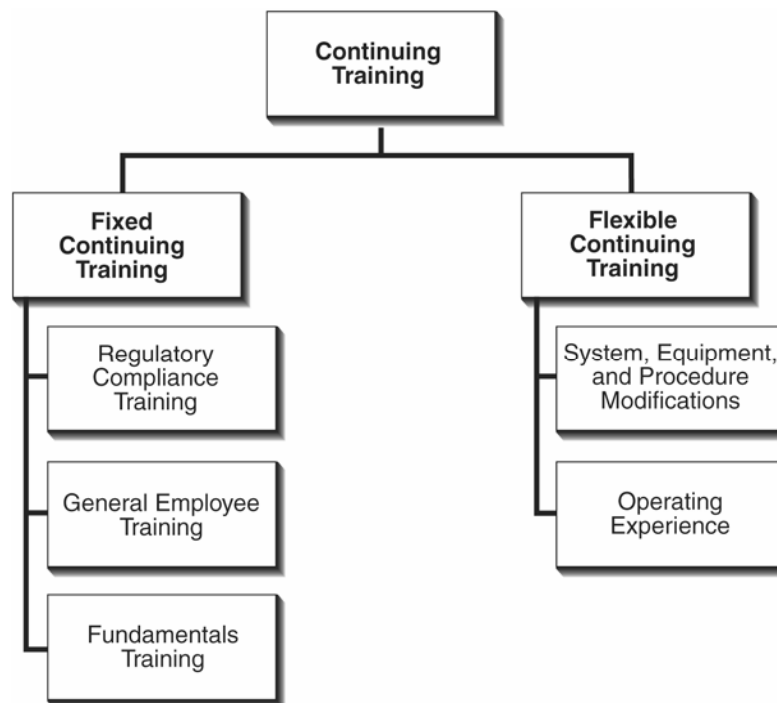 Continuing
Training
Fixed
Continuing
Training
Flexible
Continuing
Training
Regulatory
Compliance
Training
System, Equipment,
and Procedure
Modifications
General Employee
Training
Operating
Experience
Fundamentals
Training